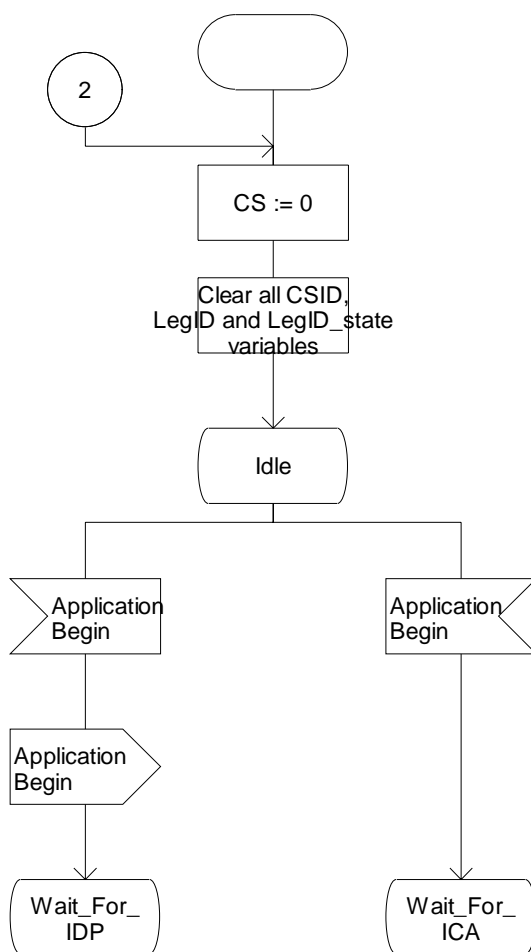 2
CS := 0
Clear all CSID,
LegID and LegID_state
variables
Idle
Application
Begin
Application
Begin
Application
Begin
Wait_For_
IDP
Wait_For_
ICA